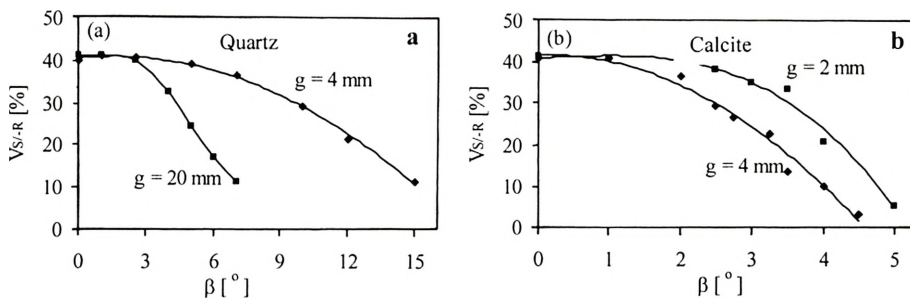 (a)
Quartz
a
g = 4 mm
g = 20 mm
VS/-R [%]
50
40
30
20
10
0
0 3 6 9 12 15
β [ ° ]
(b)
Calcite
b
g = 2 mm
g = 4 mm
VS/-R [%]
50
40
30
20
10
0
0 1 2 3 4 5
β [ ° ]